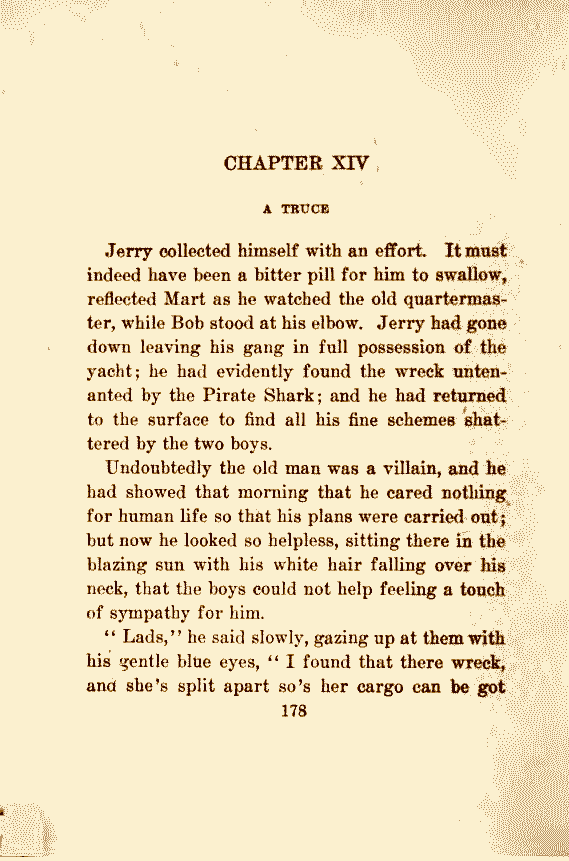 CHAPTER XIV
A TRUCE
Jerry collected himself with an effort. It must
indeed have been a bitter pill for him to swallow,
reflected Mart as he watched the old quartermas-
ter, while Bob stood at his elbow. Jerry had gone
down leaving his gang in full possession of the
yacht; he had evidently found the wreck unten-
anted by the Pirate Shark; and he had returned
to the surface to find all his fine schemes shat-
tered by the two boys.
Undoubtedly the old man was a villain, and he
had showed that morning that he cared nothing
for human life so that his plans were carried out;
but now he looked so helpless, sitting there in the
blazing sun with his white hair falling over his
neck, that the boys could not help feeling a touch
of sympathy for him.
“ Lads,” he said slowly, gazing up at them with
his gentle blue eyes, “ I found that there wreck,
and she's split apart so's her cargo can be got
178